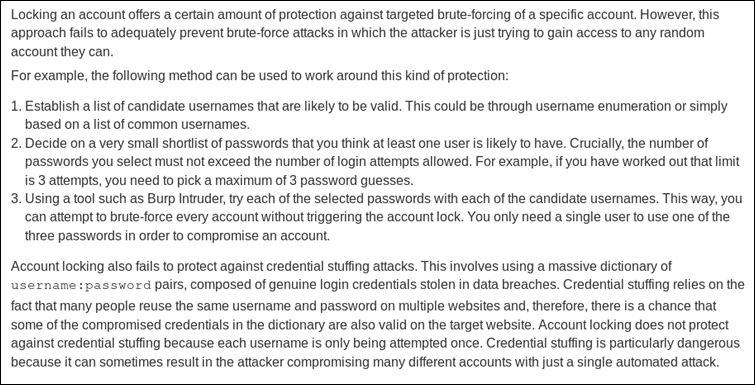 Locking an account offers a certain amount of protection against targeted brute-forcing of a specific account. However, this
approach fails to adequately prevent brute-force attacks in which the attacker is just trying to gain access to any random
account they can.
For example, the following method can be used to work around this kind of protection:
1. Establish a list of candidate usernames that are likely to be valid. This could be through username enumeration or simply
based on a list of common usernames.
2. Decide on a very small shortlist of passwords that you think at least one user is likely to have. Crucially, the number of
passwords you select must not exceed the number of login attempts allowed. For example, if you have worked out that limit
is 3 attempts, you need to pick a maximum of 3 password guesses.
3. Using a tool such as Burp Intruder, try each of the selected passwords with each of the candidate usernames. This way, you
can attempt to brute-force every account without triggering the account lock. You only need a single user to use one of the
three passwords in order to compromise an account.
Account locking also fails to protect against credential stuffing attacks. This involves using a massive dictionary of
username:password pairs, composed of genuine login credentials stolen in data breaches. Credential stuffing relies on the
fact that many people reuse the same username and password on multiple websites and, therefore, there is a chance that
some of the compromised credentials in the dictionary are also valid on the target website. Account locking does not protect
against credential stuffing because each username is only being attempted once. Credential stuffing is particularly dangerous
because it can sometimes result in the attacker compromising many different accounts with just a single automated attack.